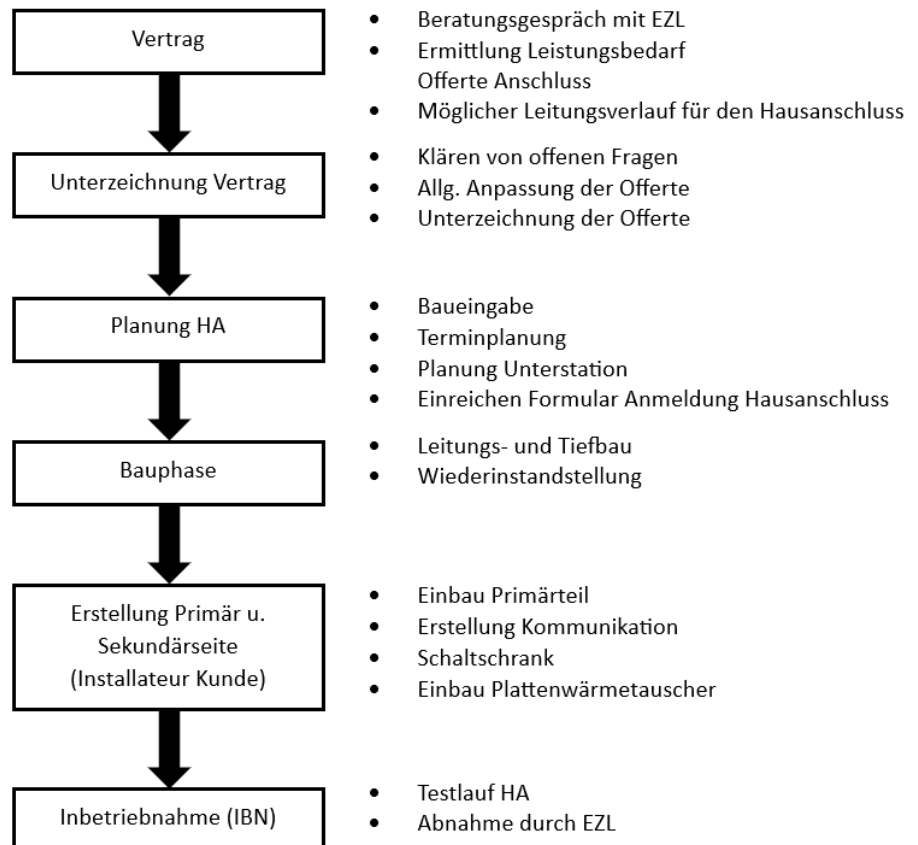 Vertrag
• Beratungsgespräch mit EZL
• Ermittlung Leistungsbedarf
Offerte Anschluss
• Möglicher Leitungsverlauf für den Hausanschluss
Unterzeichnung Vertrag
• Klären von offenen Fragen
• Allg. Anpassung der Offerte
• Unterzeichnung der Offerte
Planung HA
• Baueingabe
• Terminplanung
• Planung Unterstation
• Einreichen Formular Anmeldung Hausanschluss
Bauphase
• Leitungs- und Tiefbau
• Wiederinstandstellung
Erstellung Primär u.
Sekundärseite
(Installateur Kunde)
• Einbau Primärteil
• Erstellung Kommunikation
• Schaltschrank
• Einbau Plattenwärmetauscher
Inbetriebnahme (IBN)
• Testlauf HA
• Abnahme durch EZL